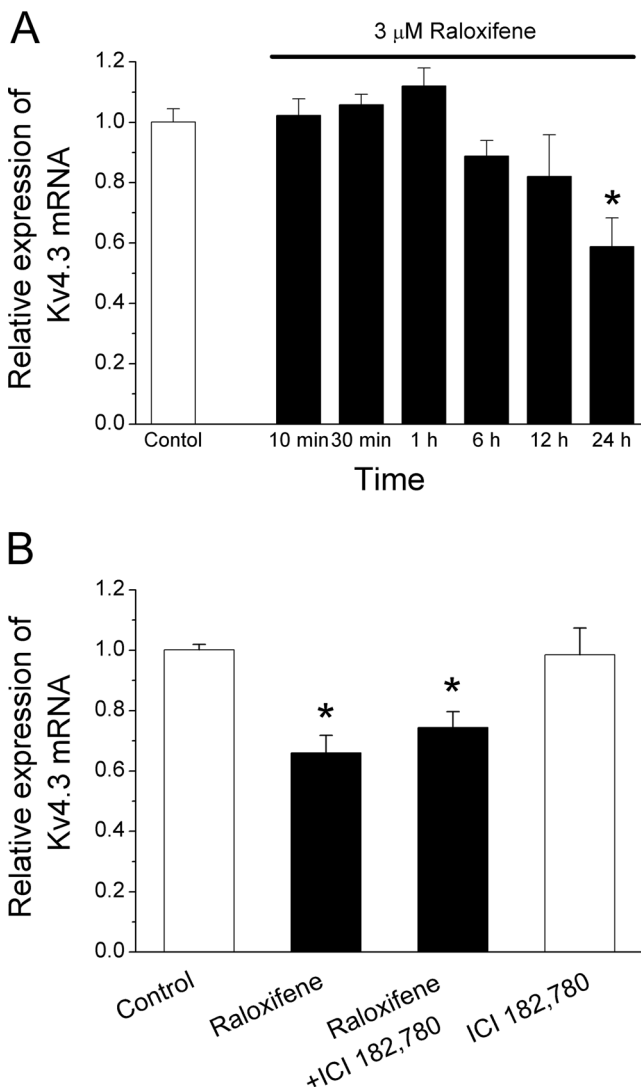 A
3 μM Raloxifene
Relative expression of
Kv4.3 mRNA
1.2
1.0
0.8
0.6
0.4
0.2
0.0
*
Contol
10 min
30 min
1 h
6 h
12 h
24 h
Time
B
Relative expression of
Kv4.3 mRNA
1.2
1.0
0.8
0.6
0.4
0.2
0.0
*
*
Control
Raloxifene
Raloxifene
+ICI 182,780
ICI 182,780